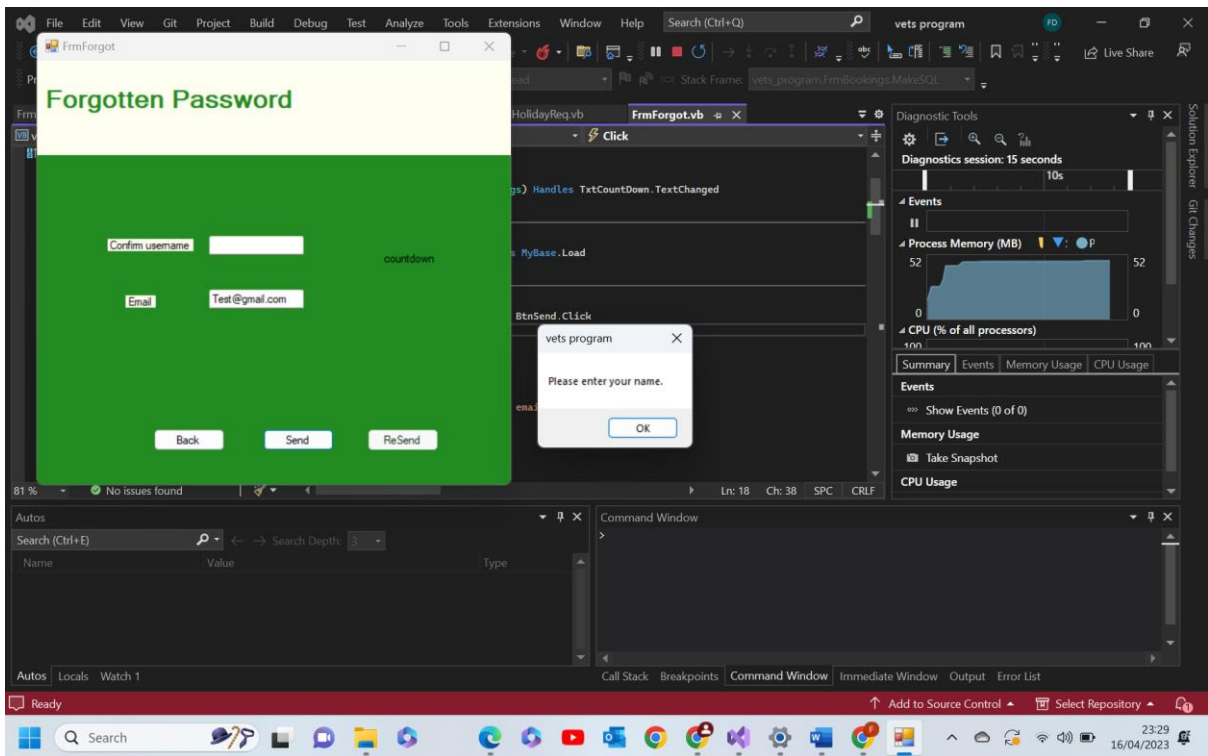 File Edit View Git Project Build Debug Test Analyze Tools Extensions Window Help Search (Ctrl+Q) vets program FD
FrmForgot
Live Share
Stack Frame: vets_program.FrmBookings.MakeSQL
Forgotten Password
HolidayReq.vb FrmForgot.vb
Click
gs) Handles TxtCountDown.TextChanged
s MyBase.Load
BtnSend.Click
emai
Confim username
countdown
Email Test@gmail.com
Back Send ReSend
vets program
Please enter your name.
OK
Diagnostic Tools
Diagnostics session: 15 seconds
10s
Events
Process Memory (MB) P
52 52
0 0
CPU (% of all processors)
100 100
Summary Events Memory Usage CPU Usage
Events
Show Events (0 of 0)
Memory Usage
Take Snapshot
CPU Usage
Solution Explorer
Git Changes
81 % No issues found Ln: 18 Ch: 38 SPC CRLF
Autos
Search (Ctrl+E) Search Depth: 3
Name Value Type
Command Window
>
Autos Locals Watch 1
Call Stack Breakpoints Command Window Immediate Window Output Error List
Ready Add to Source Control Select Repository
Search
23:29
16/04/2023